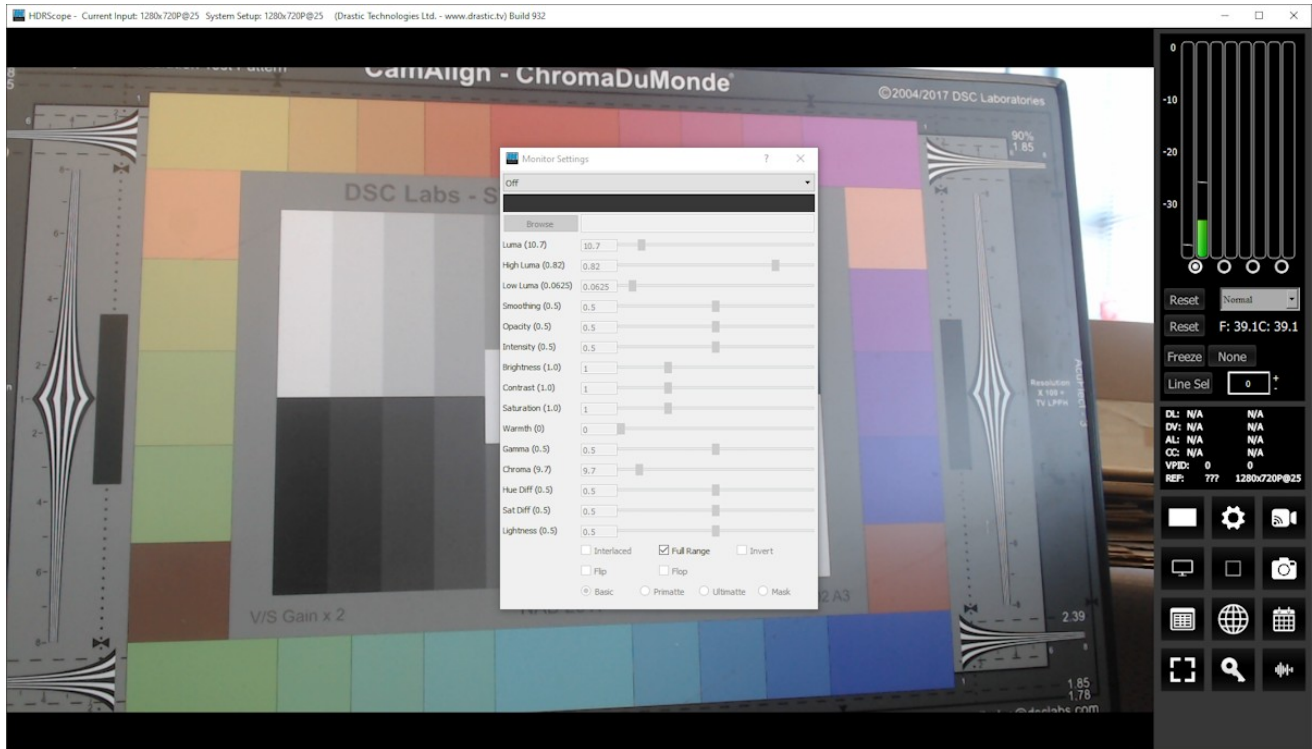 HDRScope - Current Input: 1280x720P@25 System Setup: 1280x720P@25 (Drastic Technologies Ltd. - www.drastic.tv) Build 932
CamAlign - ChromaDuMonde
©2004/2017 DSC Laboratories
90%
1.85
DSC Labs - S
Monitor Settings
Off
Browse
Luma (10.7) 10.7
High Luma (0.82) 0.82
Low Luma (0.0625) 0.0625
Smoothing (0.5) 0.5
Opacity (0.5) 0.5
Intensity (0.5) 0.5
Brightness (1.0) 1
Contrast (1.0) 1
Saturation (1.0) 1
Warmth (0) 0
Gamma (0.5) 0.5
Chroma (9.7) 9.7
Hue Diff (0.5) 0.5
Sat Diff (0.5) 0.5
Lightness (0.5) 0.5
Interlaced Full Range Invert
Flip Flop
Basic Primatte Ultimatte Mask
Resolution
X 100 =
TV LPPH
V/S Gain x 2
2.39
1.85
1.78
0
-10
-20
-30
Reset Normal
Reset F: 39.1C: 39.1
Freeze None
Line Sel 0 + -
DL: N/A N/A
DV: N/A N/A
AL: N/A N/A
CC: N/A N/A
VPID: 0 0
REF: ??? 1280x720P@25